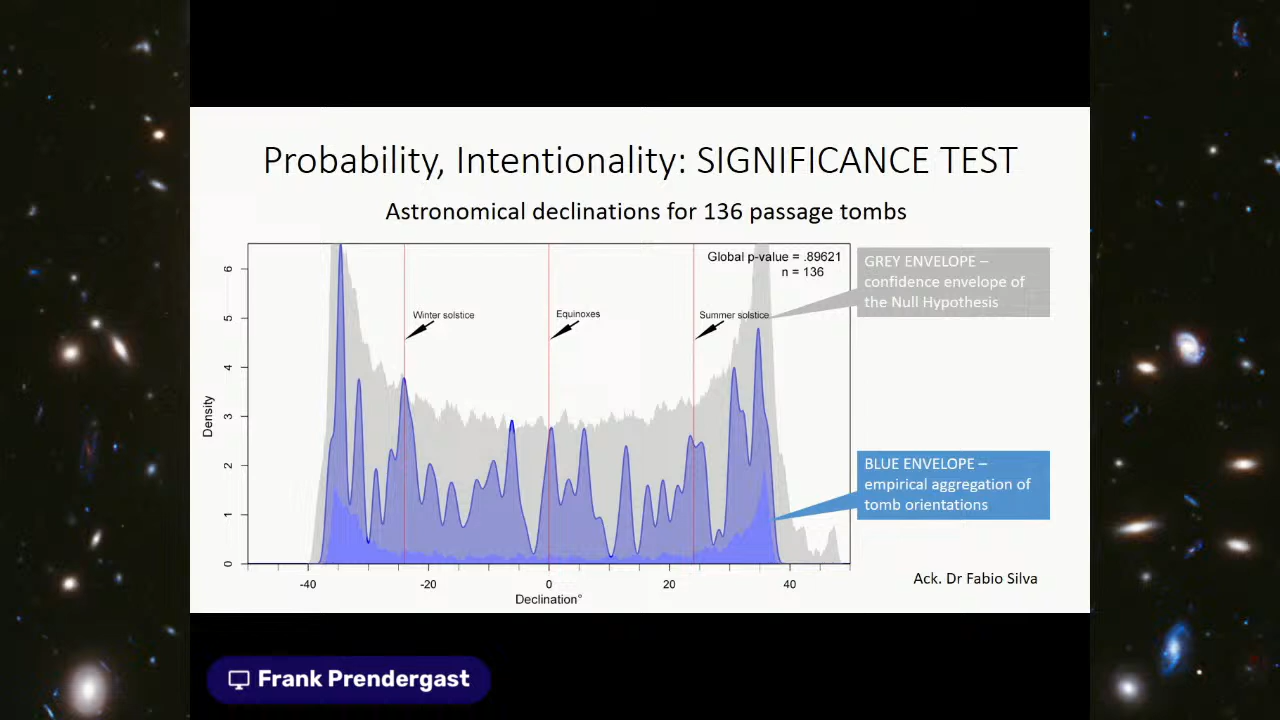 Probability, Intentionality: SIGNIFICANCE TEST
Astronomical declinations for 136 passage tombs
Global p-value = .89621
n = 136
Winter solstice
Equinoxes
Summer solstice
GREY ENVELOPE –
confidence envelope of
the Null Hypothesis
BLUE ENVELOPE –
empirical aggregation of
tomb orientations
Density
6
5
4
3
2
1
0
-40
-20
0
20
40
Declination°
Ack. Dr Fabio Silva
Frank Prendergast